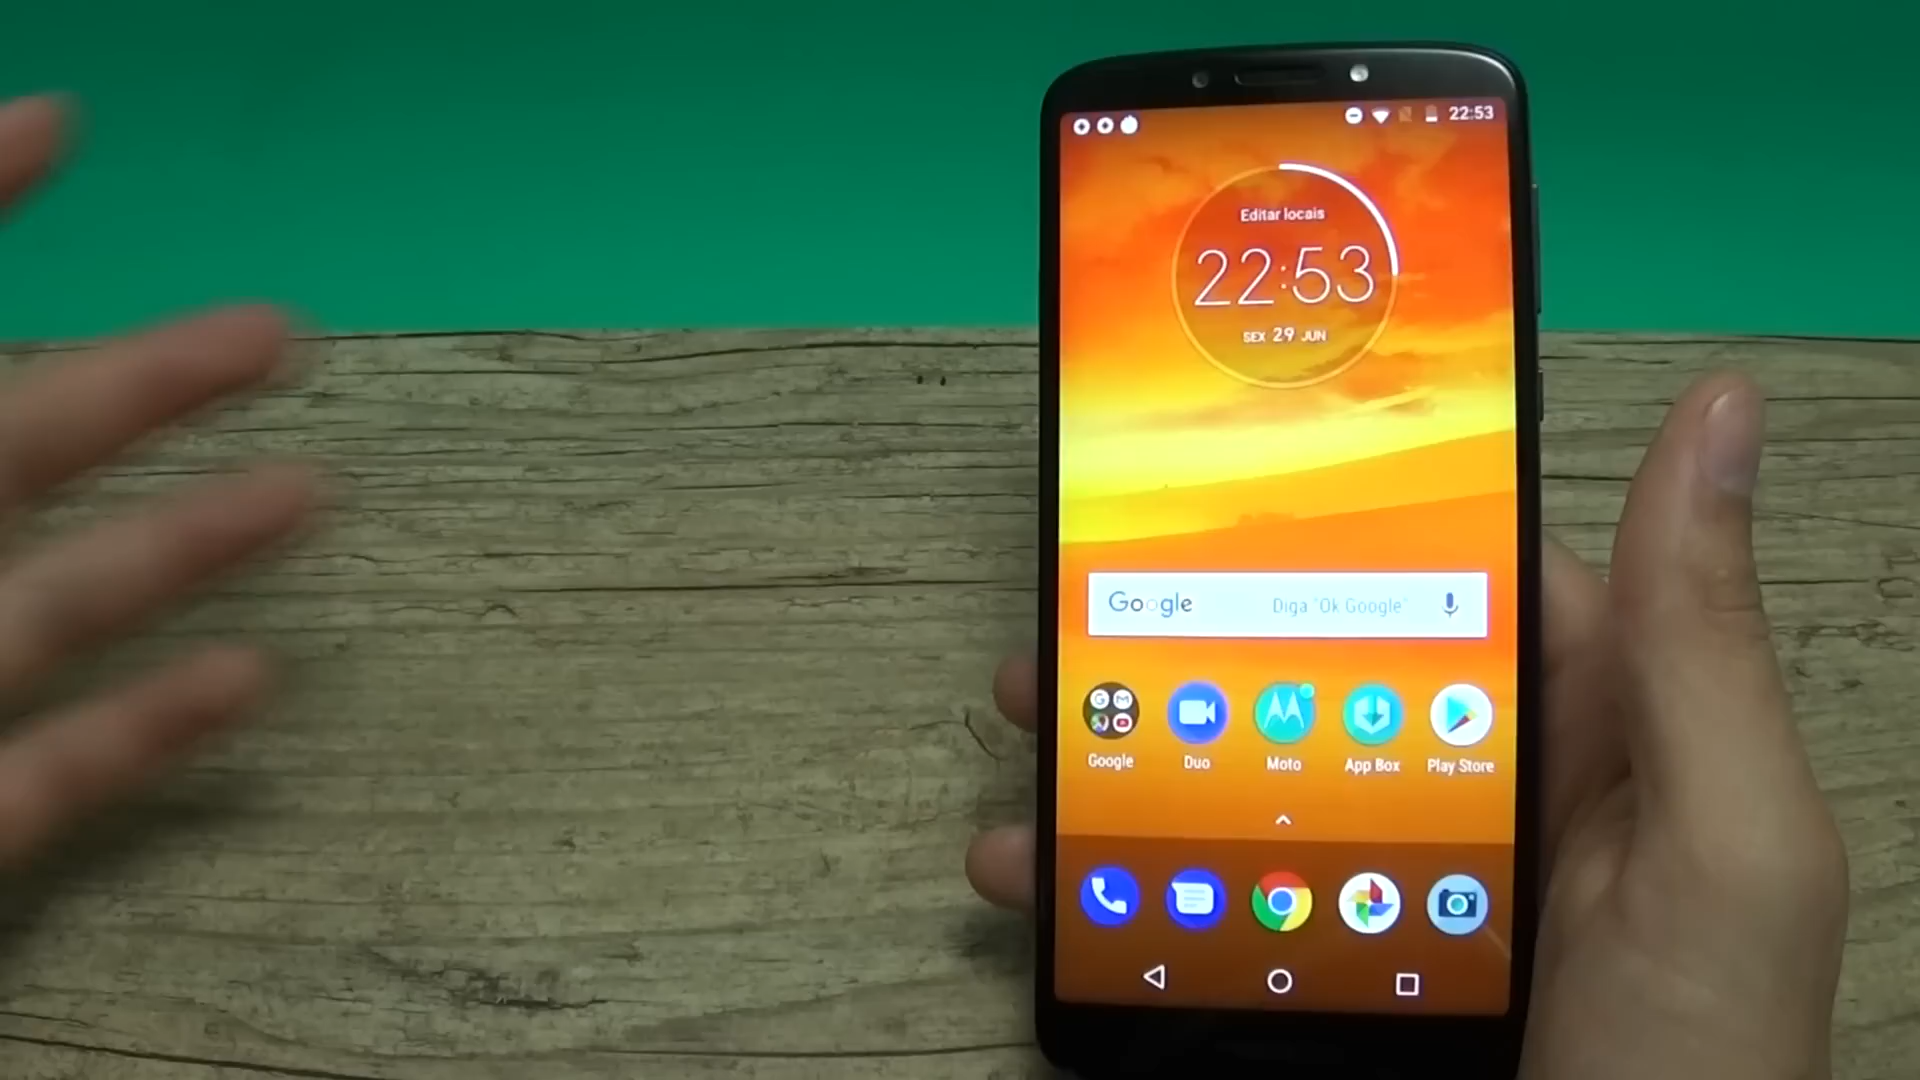 22:53
Editar locais
22:53
SEX 29 JUN
Google Diga "Ok Google"
Google Duo Moto App Box Play Store